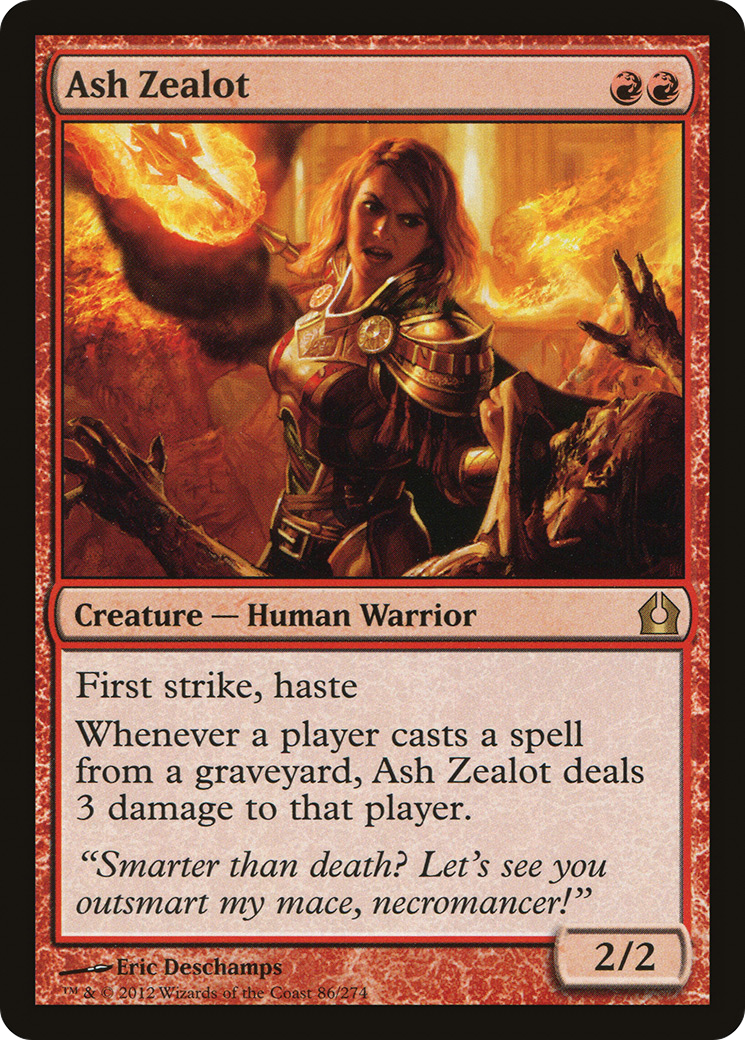 Ash Zealot
Creature — Human Warrior
First strike, haste
Whenever a player casts a spell
from a graveyard, Ash Zealot deals
3 damage to that player.
“Smarter than death? Let’s see you
outsmart my mace, necromancer!”
2/2
Eric Deschamps
™ & © 2012 Wizards of the Coast 86/274